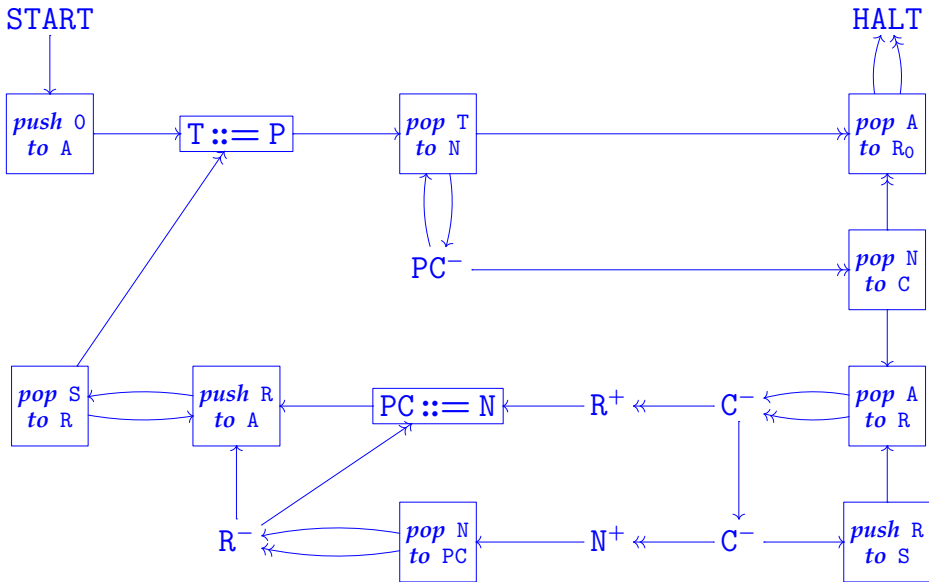 START
HALT
push 0
to A
T ::= P
pop T
to N
pop A
to R₀
PC⁻
pop N
to C
pop S
to R
push R
to A
PC ::= N
R⁺
C⁻
pop A
to R
R⁻
pop N
to PC
N⁺
C⁻
push R
to S